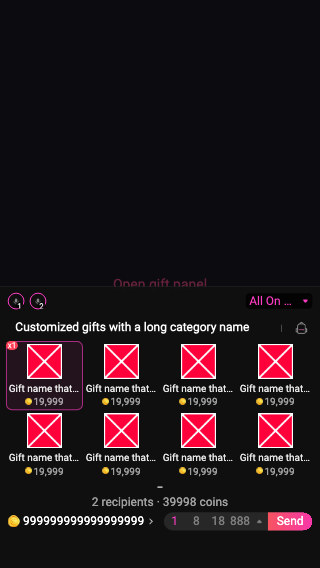 Open gift panel
1 2 All On ...
Customized gifts with a long category name
x1
Gift name that... Gift name that... Gift name that... Gift name that...
19,999 19,999 19,999 19,999
Gift name that... Gift name that... Gift name that... Gift name that...
19,999 19,999 19,999 19,999
2 recipients · 39998 coins
999999999999999999 1 8 18 888 Send